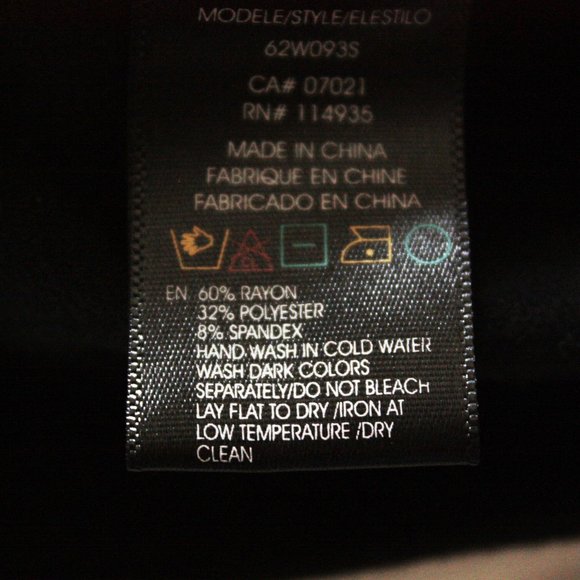 MODELE/STYLE/ELESTILO
62W093S
CA# 07021
RN# 114935
MADE IN CHINA
FABRIQUE EN CHINE
FABRICADO EN CHINA
EN 60% RAYON
32% POLYESTER
8% SPANDEX
HAND WASH IN COLD WATER
WASH DARK COLORS
SEPARATELY/DO NOT BLEACH
LAY FLAT TO DRY /IRON AT
LOW TEMPERATURE /DRY
CLEAN